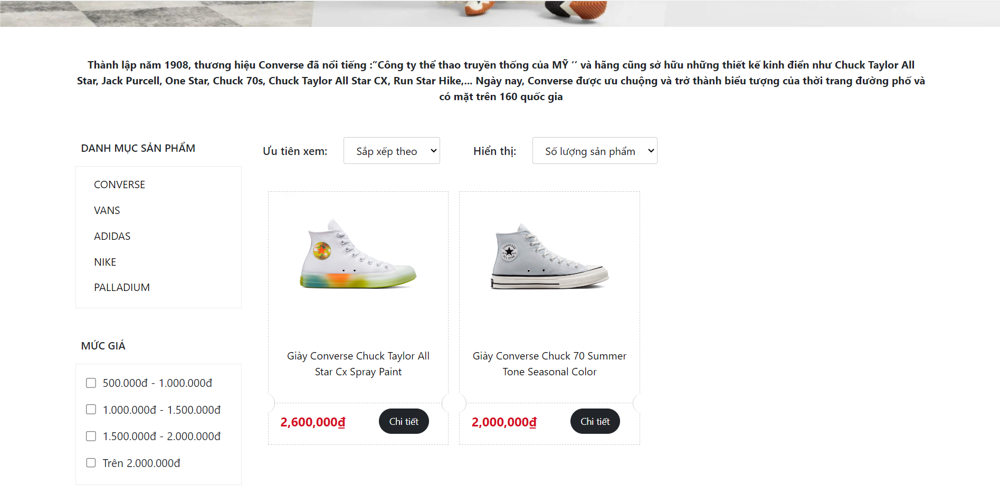 Thành lập năm 1908, thương hiệu Converse đã nổi tiếng :”Công ty thể thao truyền thống của MỸ ‘’ và hãng cũng sở hữu những thiết kế kinh điển như Chuck Taylor All
Star, Jack Purcell, One Star, Chuck 70s, Chuck Taylor All Star CX, Run Star Hike,... Ngày nay, Converse được ưu chuộng và trở thành biểu tượng của thời trang đường phố và
có mặt trên 160 quốc gia
DANH MỤC SẢN PHẨM
CONVERSE
VANS
ADIDAS
NIKE
PALLADIUM
MỨC GIÁ
500.000đ - 1.000.000đ
1.000.000đ - 1.500.000đ
1.500.000đ - 2.000.000đ
Trên 2.000.000đ
Ưu tiên xem: Sắp xếp theo Hiển thị: Số lượng sản phẩm
CONVERSE
ALL STAR
Giày Converse Chuck Taylor All
Star Cx Spray Paint
2,600,000₫ Chi tiết
Giày Converse Chuck 70 Summer
Tone Seasonal Color
2,000,000₫ Chi tiết